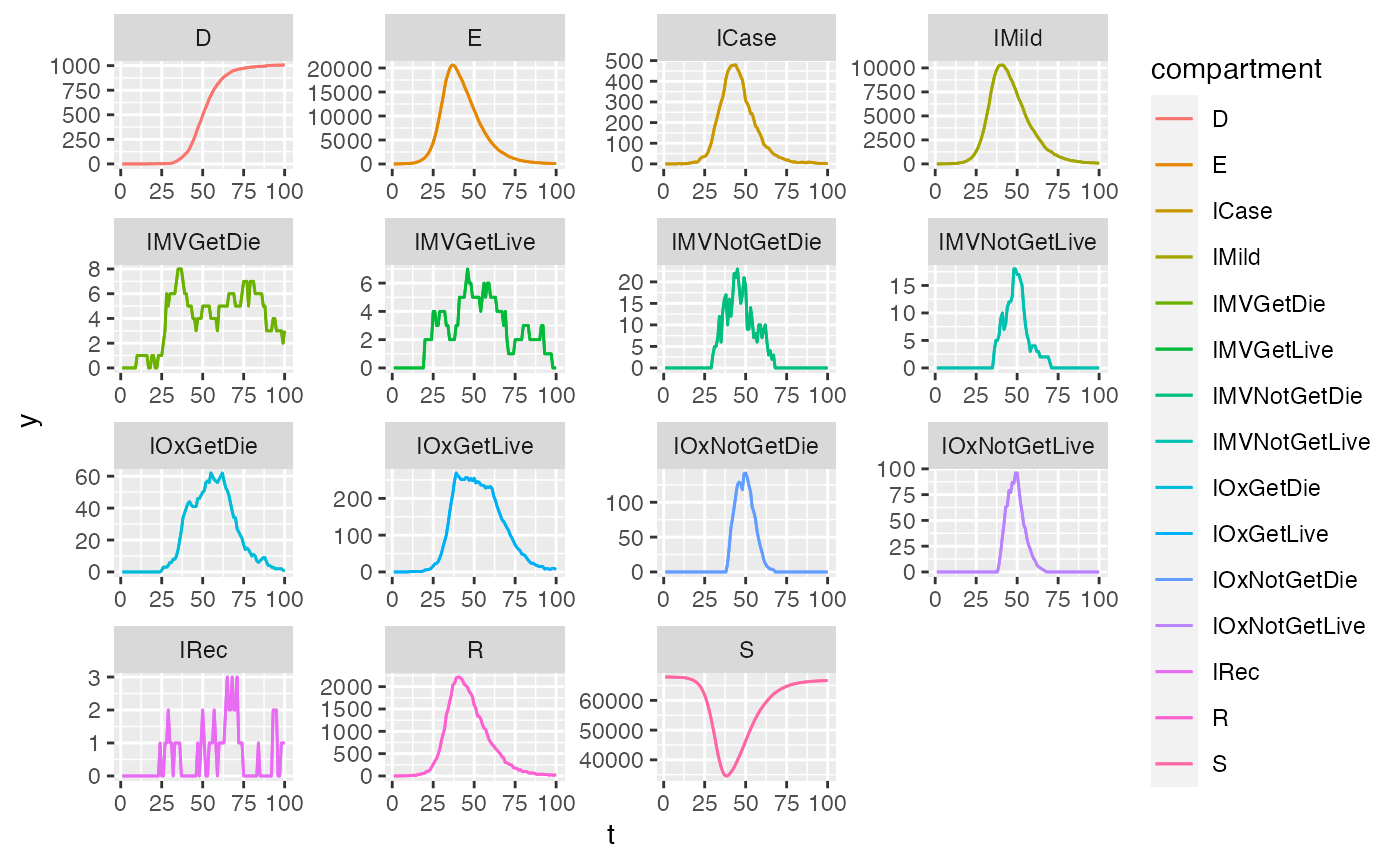 D E ICase IMild
1000 20000 500 10000
750 15000 400 7500
500 10000 300 5000
250 5000 200 2500
0 0 100 0
0
0 25 50 75 100 0 25 50 75 100 0 25 50 75 100 0 25 50 75 100
IMVGetDie IMVGetLive IMVNotGetDie IMVNotGetLive
8 6 20 15
6 4 15 10
4 2 10 5
2 0 5 0
0 0
0 25 50 75 100 0 25 50 75 100 0 25 50 75 100 0 25 50 75 100
y
IOxGetDie IOxGetLive IOxNotGetDie IOxNotGetLive
60 200 100 100
40 100 50 75
20 0 0 50
0 25
0
0 25 50 75 100 0 25 50 75 100 0 25 50 75 100 0 25 50 75 100
IRec R S
3 2000 60000
2 1500 50000
1 1000 40000
0 500
0
0 25 50 75 100 0 25 50 75 100 0 25 50 75 100
t
compartment
D
E
ICase
IMild
IMVGetDie
IMVGetLive
IMVNotGetDie
IMVNotGetLive
IOxGetDie
IOxGetLive
IOxNotGetDie
IOxNotGetLive
IRec
R
S